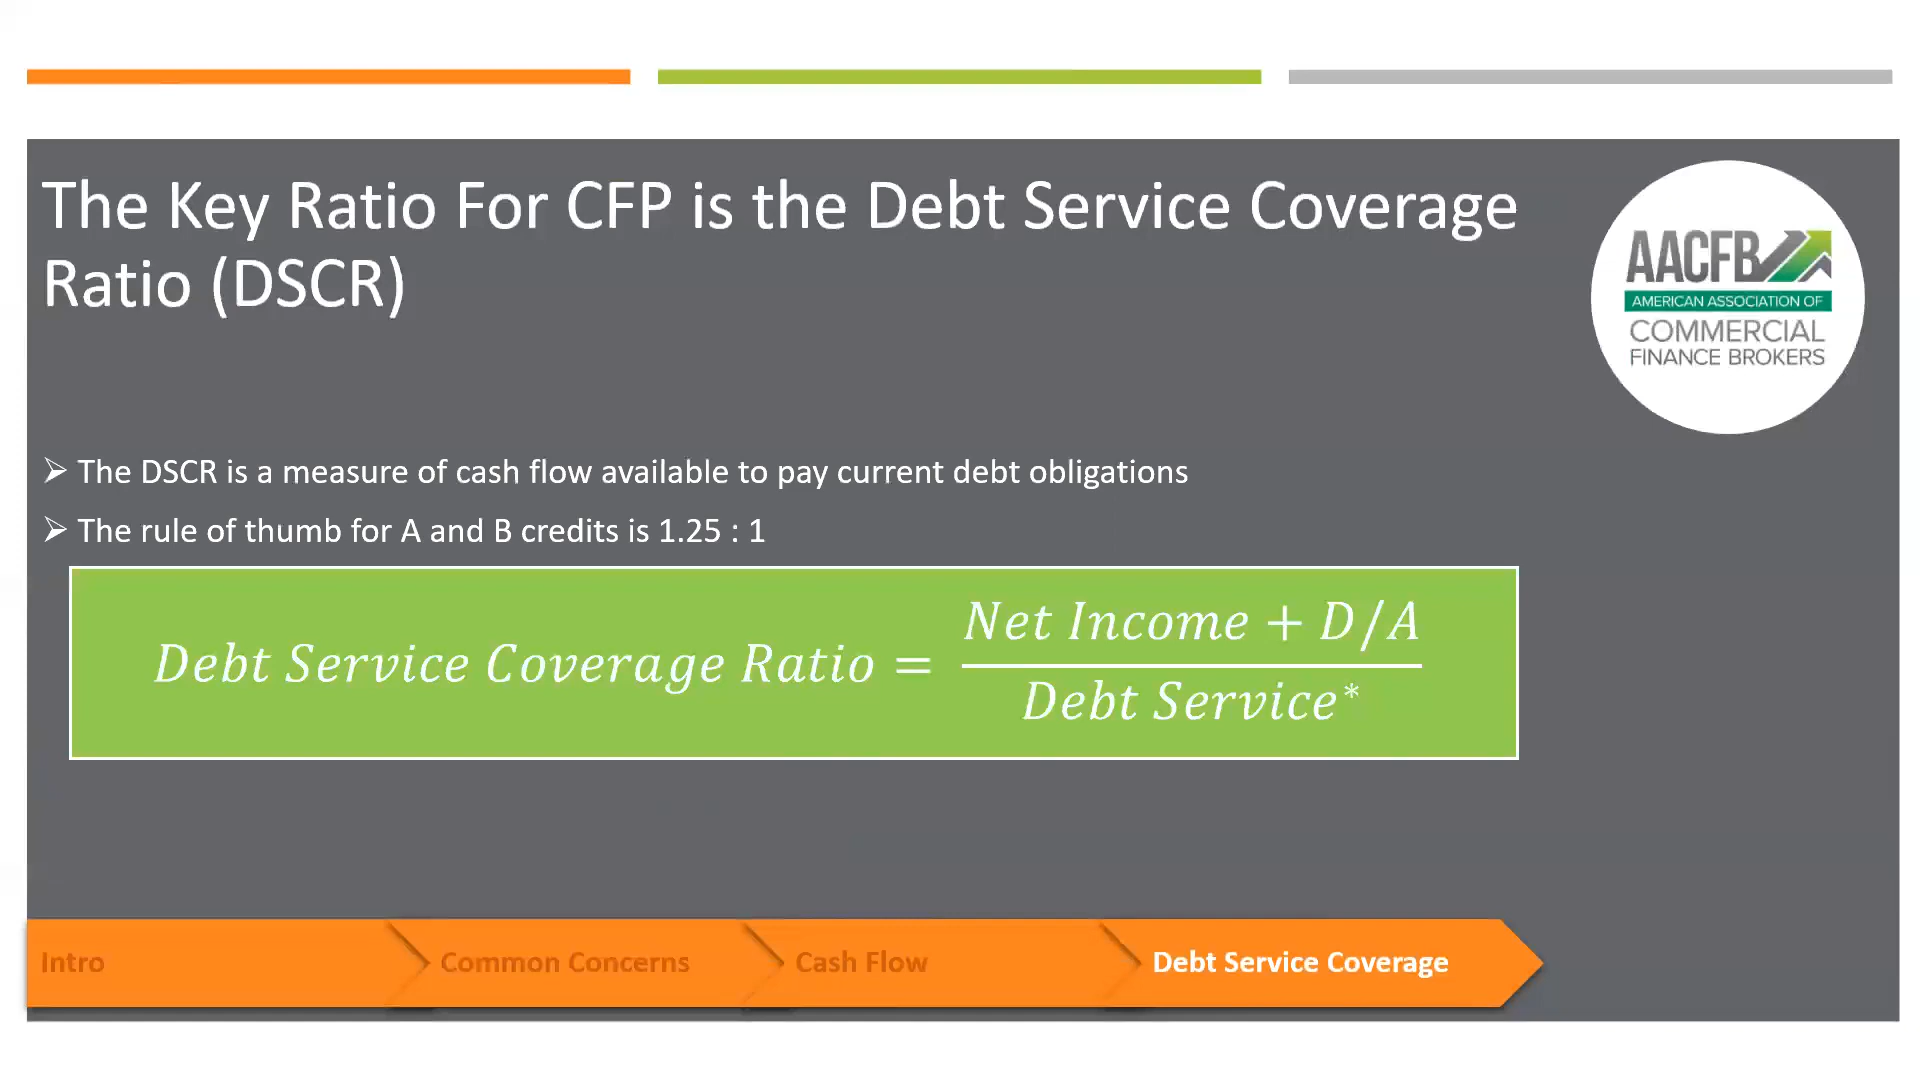 The Key Ratio For CFP is the Debt Service Coverage
Ratio (DSCR)
AACFB
AMERICAN ASSOCIATION OF
COMMERCIAL
FINANCE BROKERS
➢ The DSCR is a measure of cash flow available to pay current debt obligations
➢ The rule of thumb for A and B credits is 1.25 : 1
Debt Service Coverage Ratio = Net Income + D/A
Debt Service*
Intro
Common Concerns
Cash Flow
Debt Service Coverage